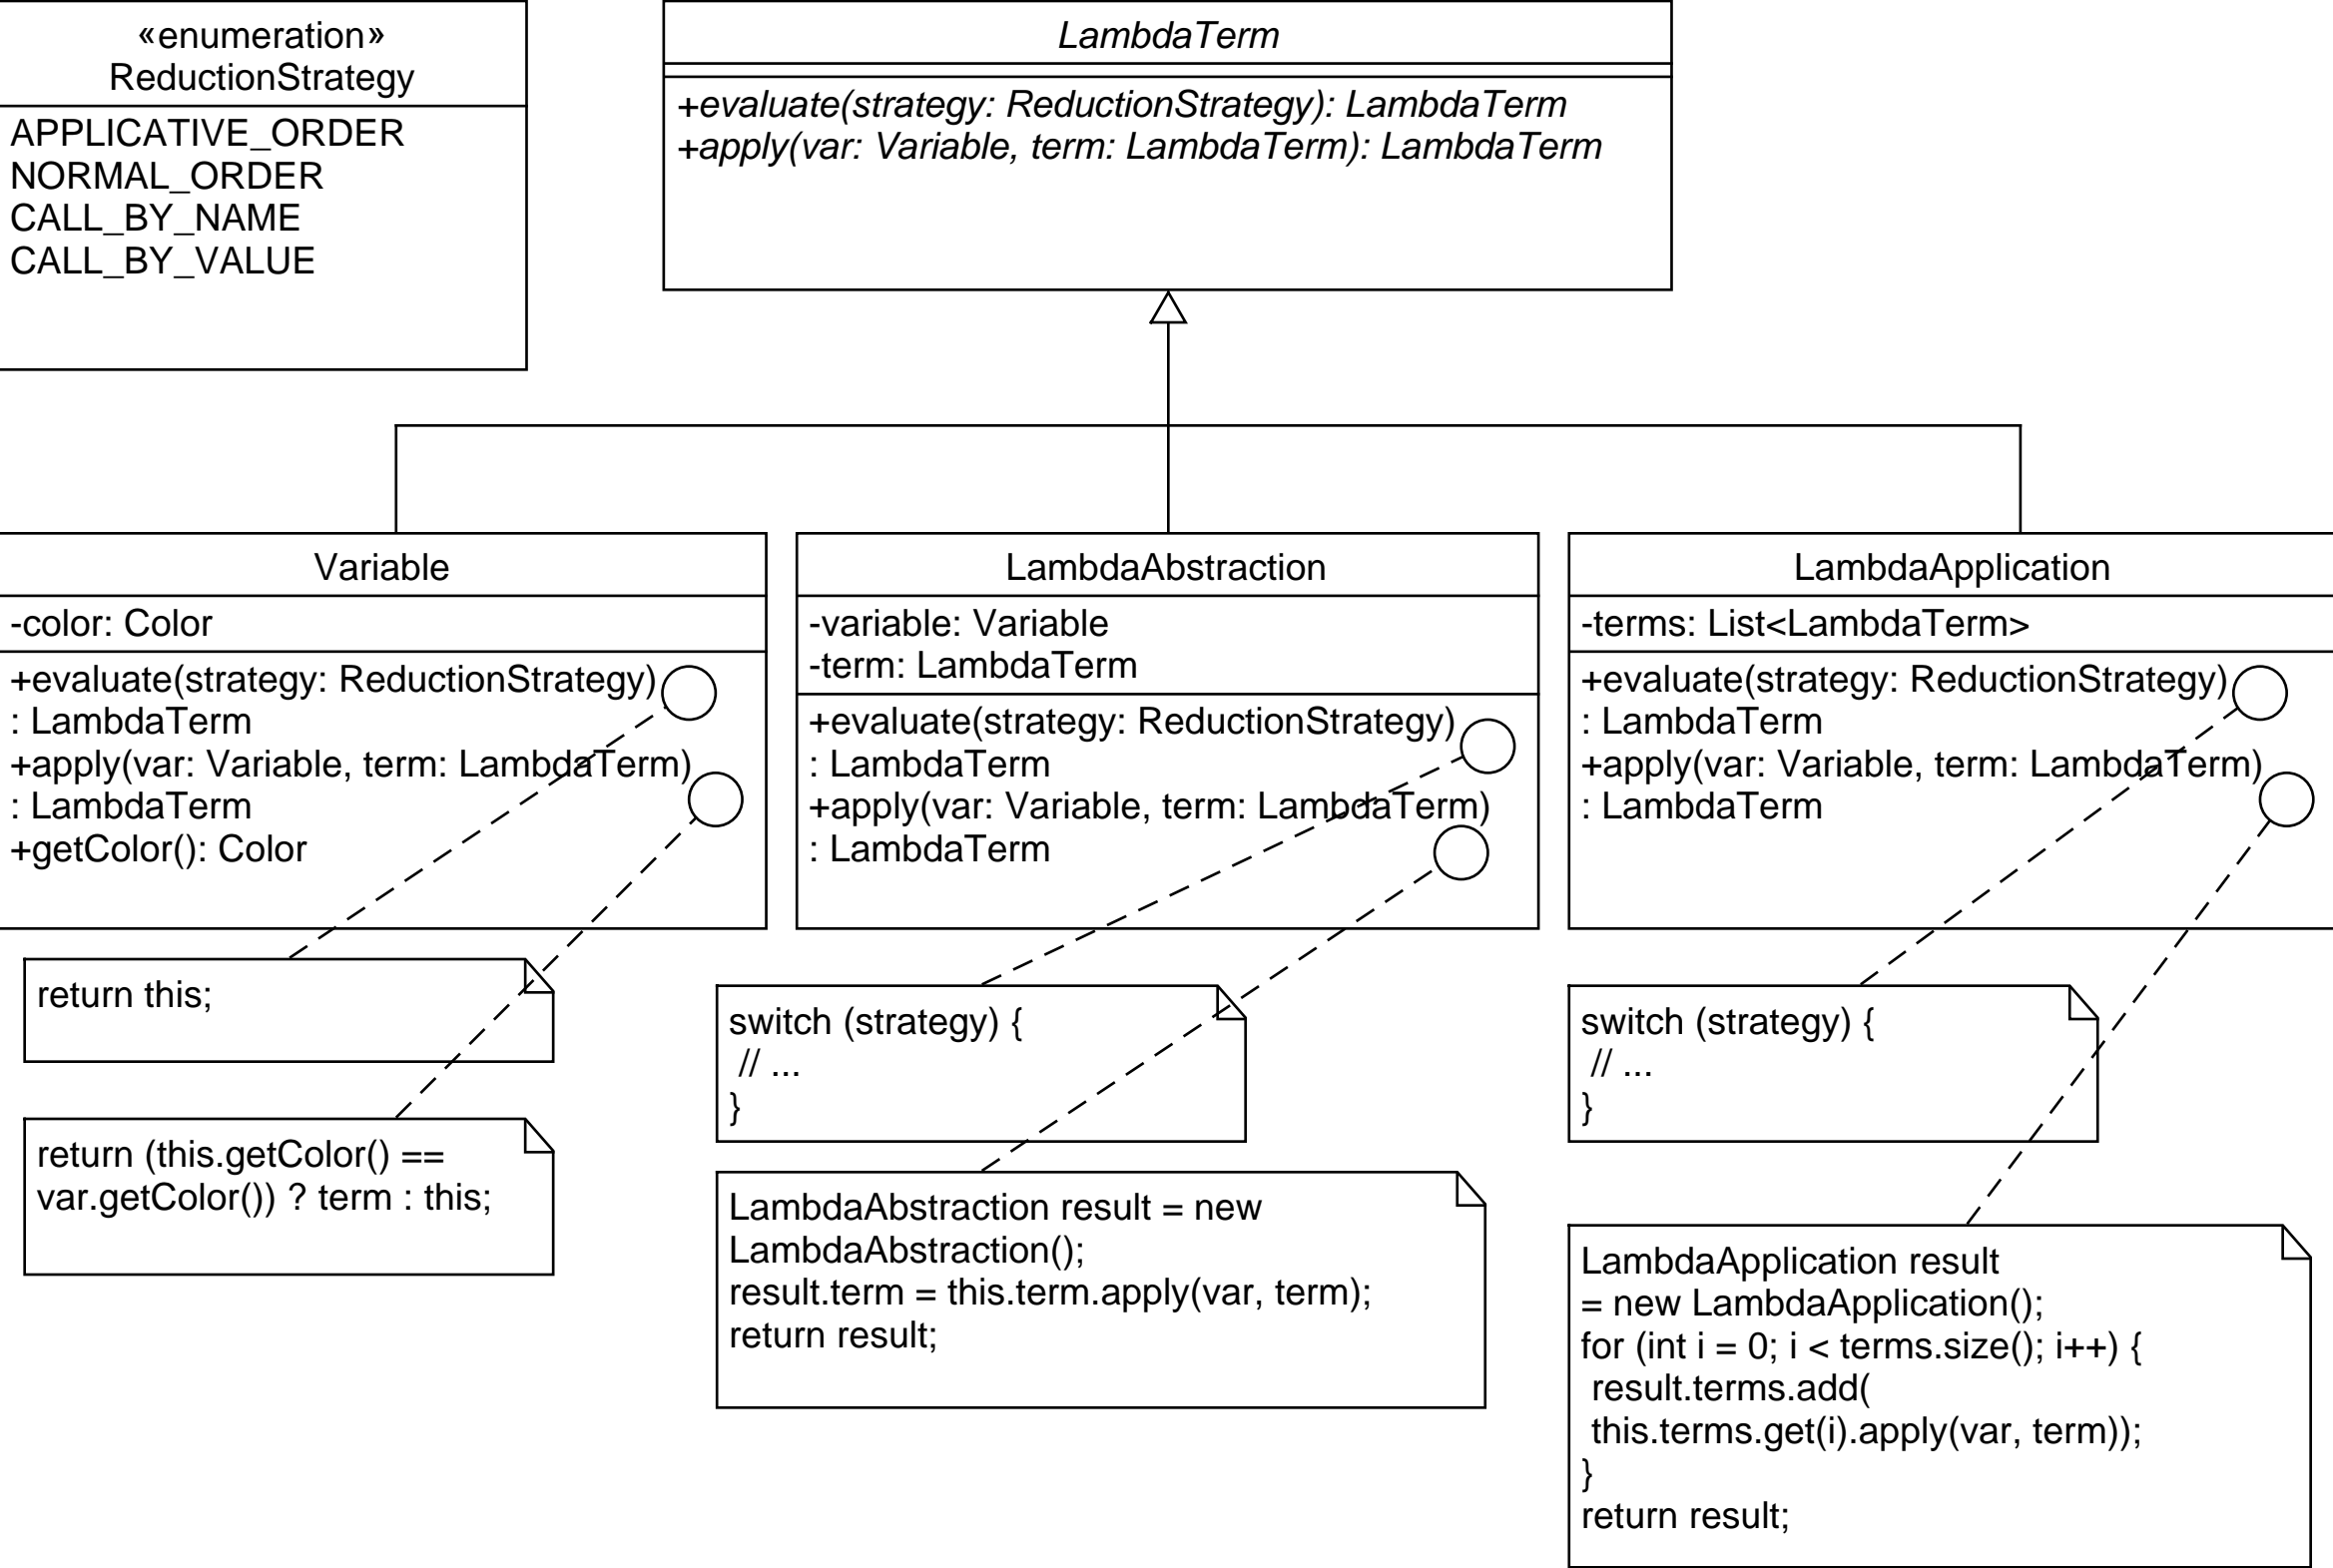 «enumeration»
ReductionStrategy
APPLICATIVE_ORDER
NORMAL_ORDER
CALL_BY_NAME
CALL_BY_VALUE
LambdaTerm
+evaluate(strategy: ReductionStrategy): LambdaTerm
+apply(var: Variable, term: LambdaTerm): LambdaTerm
Variable
-color: Color
+evaluate(strategy: ReductionStrategy)
: LambdaTerm
+apply(var: Variable, term: LambdaTerm)
: LambdaTerm
+getColor(): Color
LambdaAbstraction
-variable: Variable
-term: LambdaTerm
+evaluate(strategy: ReductionStrategy)
: LambdaTerm
+apply(var: Variable, term: LambdaTerm)
: LambdaTerm
LambdaApplication
-terms: List<LambdaTerm>
+evaluate(strategy: ReductionStrategy)
: LambdaTerm
+apply(var: Variable, term: LambdaTerm)
: LambdaTerm
return this;
return (this.getColor() ==
var.getColor()) ? term : this;
switch (strategy) {
// ...
}
LambdaAbstraction result = new
LambdaAbstraction();
result.term = this.term.apply(var, term);
return result;
switch (strategy) {
// ...
}
LambdaApplication result
= new LambdaApplication();
for (int i = 0; i < terms.size(); i++) {
result.terms.add(
this.terms.get(i).apply(var, term));
}
return result;